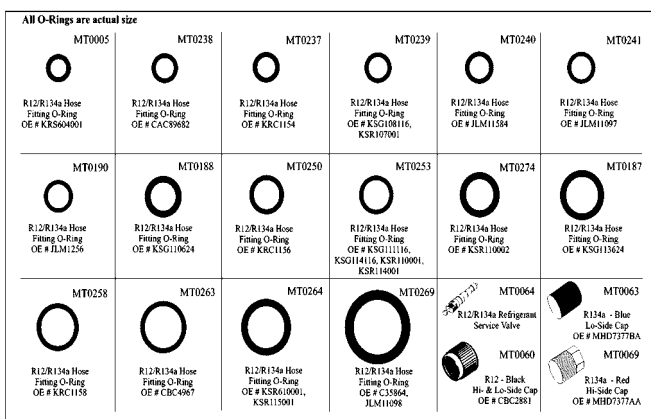 All O-Rings are actual size
MT0005
R12/R134a Hose
Fitting O-Ring
OE # KRS604001
MT0238
R12/R134a Hose
Fitting O-Ring
OE # CAC89682
MT0237
R12/R134a Hose
Fitting O-Ring
OE # KRC1154
MT0239
R12/R134a Hose
Fitting O-Ring
OE # KSG108116,
KSR107001
MT0240
R12/R134a Hose
Fitting O-Ring
OE # JLM11584
MT0241
R12/R134a Hose
Fitting O-Ring
OE # JLM11097
MT0190
R12/R134a Hose
Fitting O-Ring
OE # JLM1256
MT0188
R12/R134a Hose
Fitting O-Ring
OE # KSG110624
MT0250
R12/R134a Hose
Fitting O-Ring
OE # KRC1156
MT0253
R12/R134a Hose
Fitting O-Ring
OE # KSG111116,
KSG114116, KSR110001,
KSR114001
MT0274
R12/R134a Hose
Fitting O-Ring
OE # KSR110002
MT0187
R12/R134a Hose
Fitting O-Ring
OE # KSG113624
MT0258
R12/R134a Hose
Fitting O-Ring
OE # KRC1158
MT0263
R12/R134a Hose
Fitting O-Ring
OE # CBC4967
MT0264
R12/R134a Hose
Fitting O-Ring
OE # KSR610001,
KSR115001
MT0269
R12/R134a Hose
Fitting O-Ring
OE # C35864,
JLM11098
MT0064
R12/R134a Refrigerant
Service Valve
MT0060
R12 - Black
Hi- & Lo-Side Cap
OE # CBC2881
MT0063
R134a - Blue
Lo-Side Cap
OE # MHD7377BA
MT0069
R134a - Red
Hi-Side Cap
OE # MHD7377AA